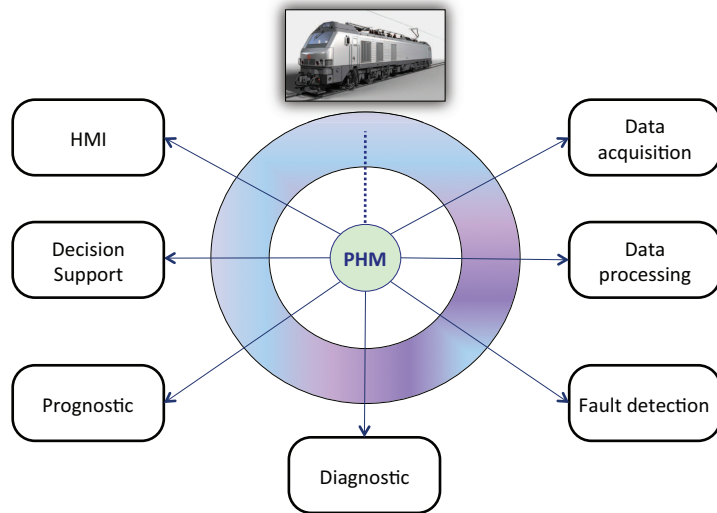 HMI
Data
acquisition
Decision
Support
PHM
Data
processing
Prognostic
Fault detection
Diagnostic